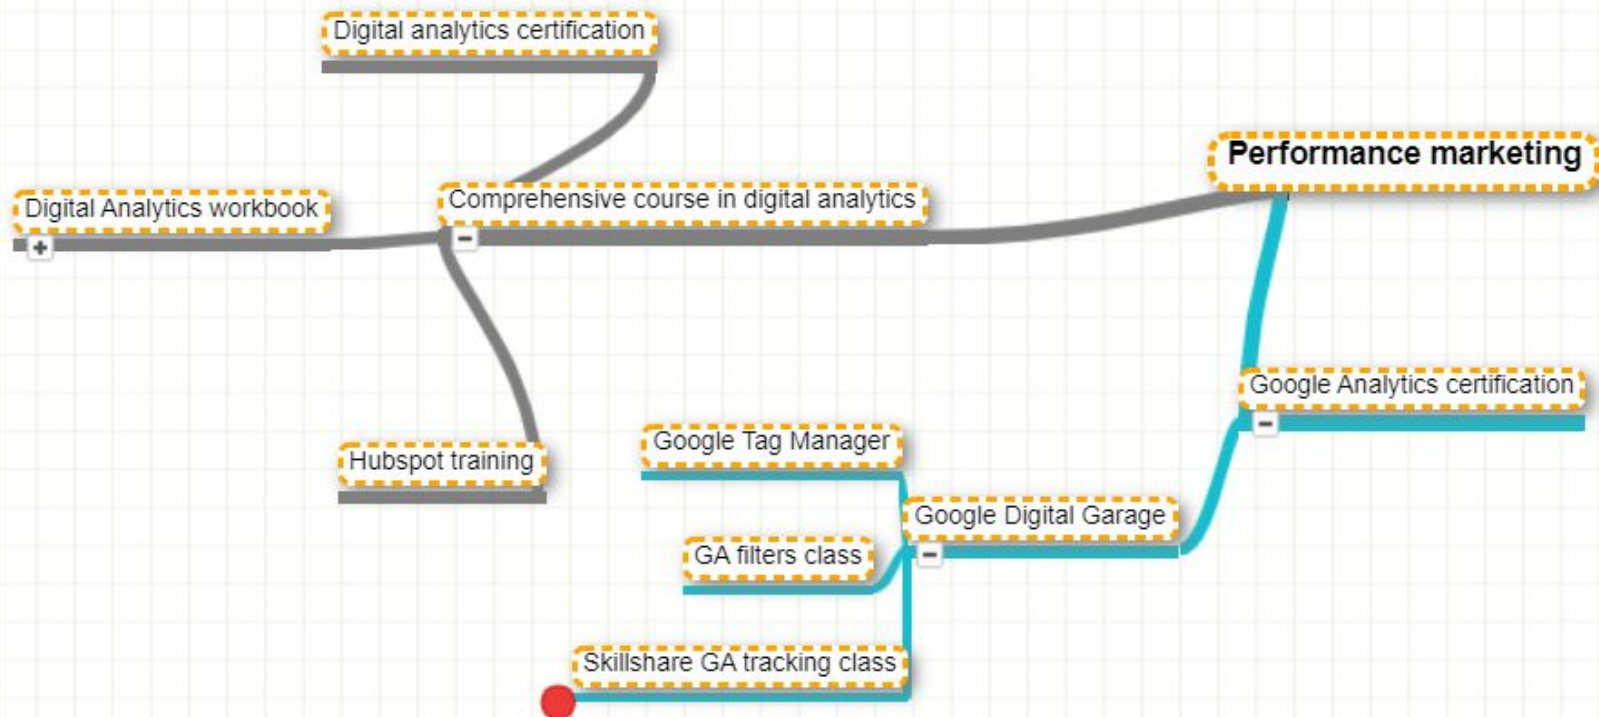 Digital analytics certification
Performance marketing
Digital Analytics workbook
Comprehensive course in digital analytics
Google Analytics certification
Google Tag Manager
Hubspot training
Google Digital Garage
GA filters class
Skillshare GA tracking class